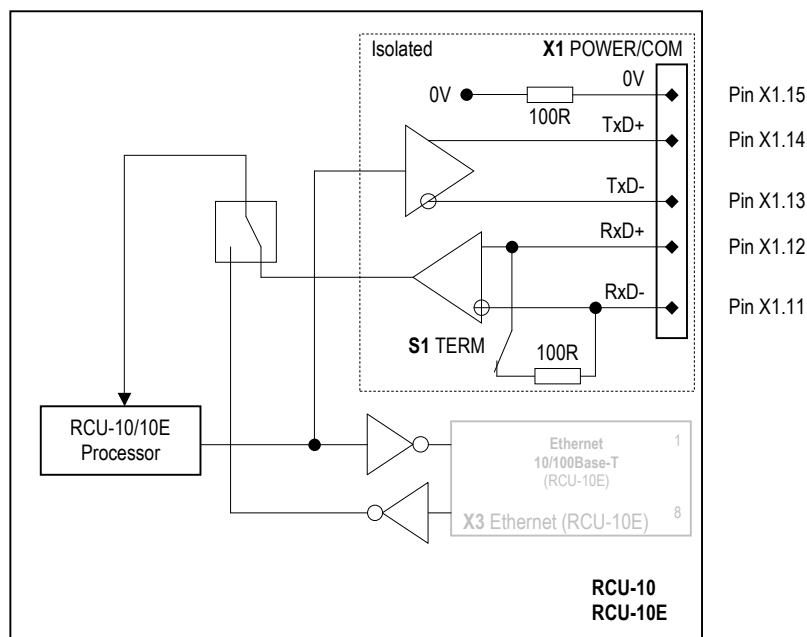 Isolated
X1 POWER/COM
0V
0V
100R
Pin X1.15
TxD+
Pin X1.14
TxD-
Pin X1.13
RxD+
Pin X1.12
RxD-
Pin X1.11
S1 TERM
100R
RCU-10/10E
Processor
Ethernet
10/100Base-T
(RCU-10E)
1
X3 Ethernet (RCU-10E)
8
RCU-10
RCU-10E